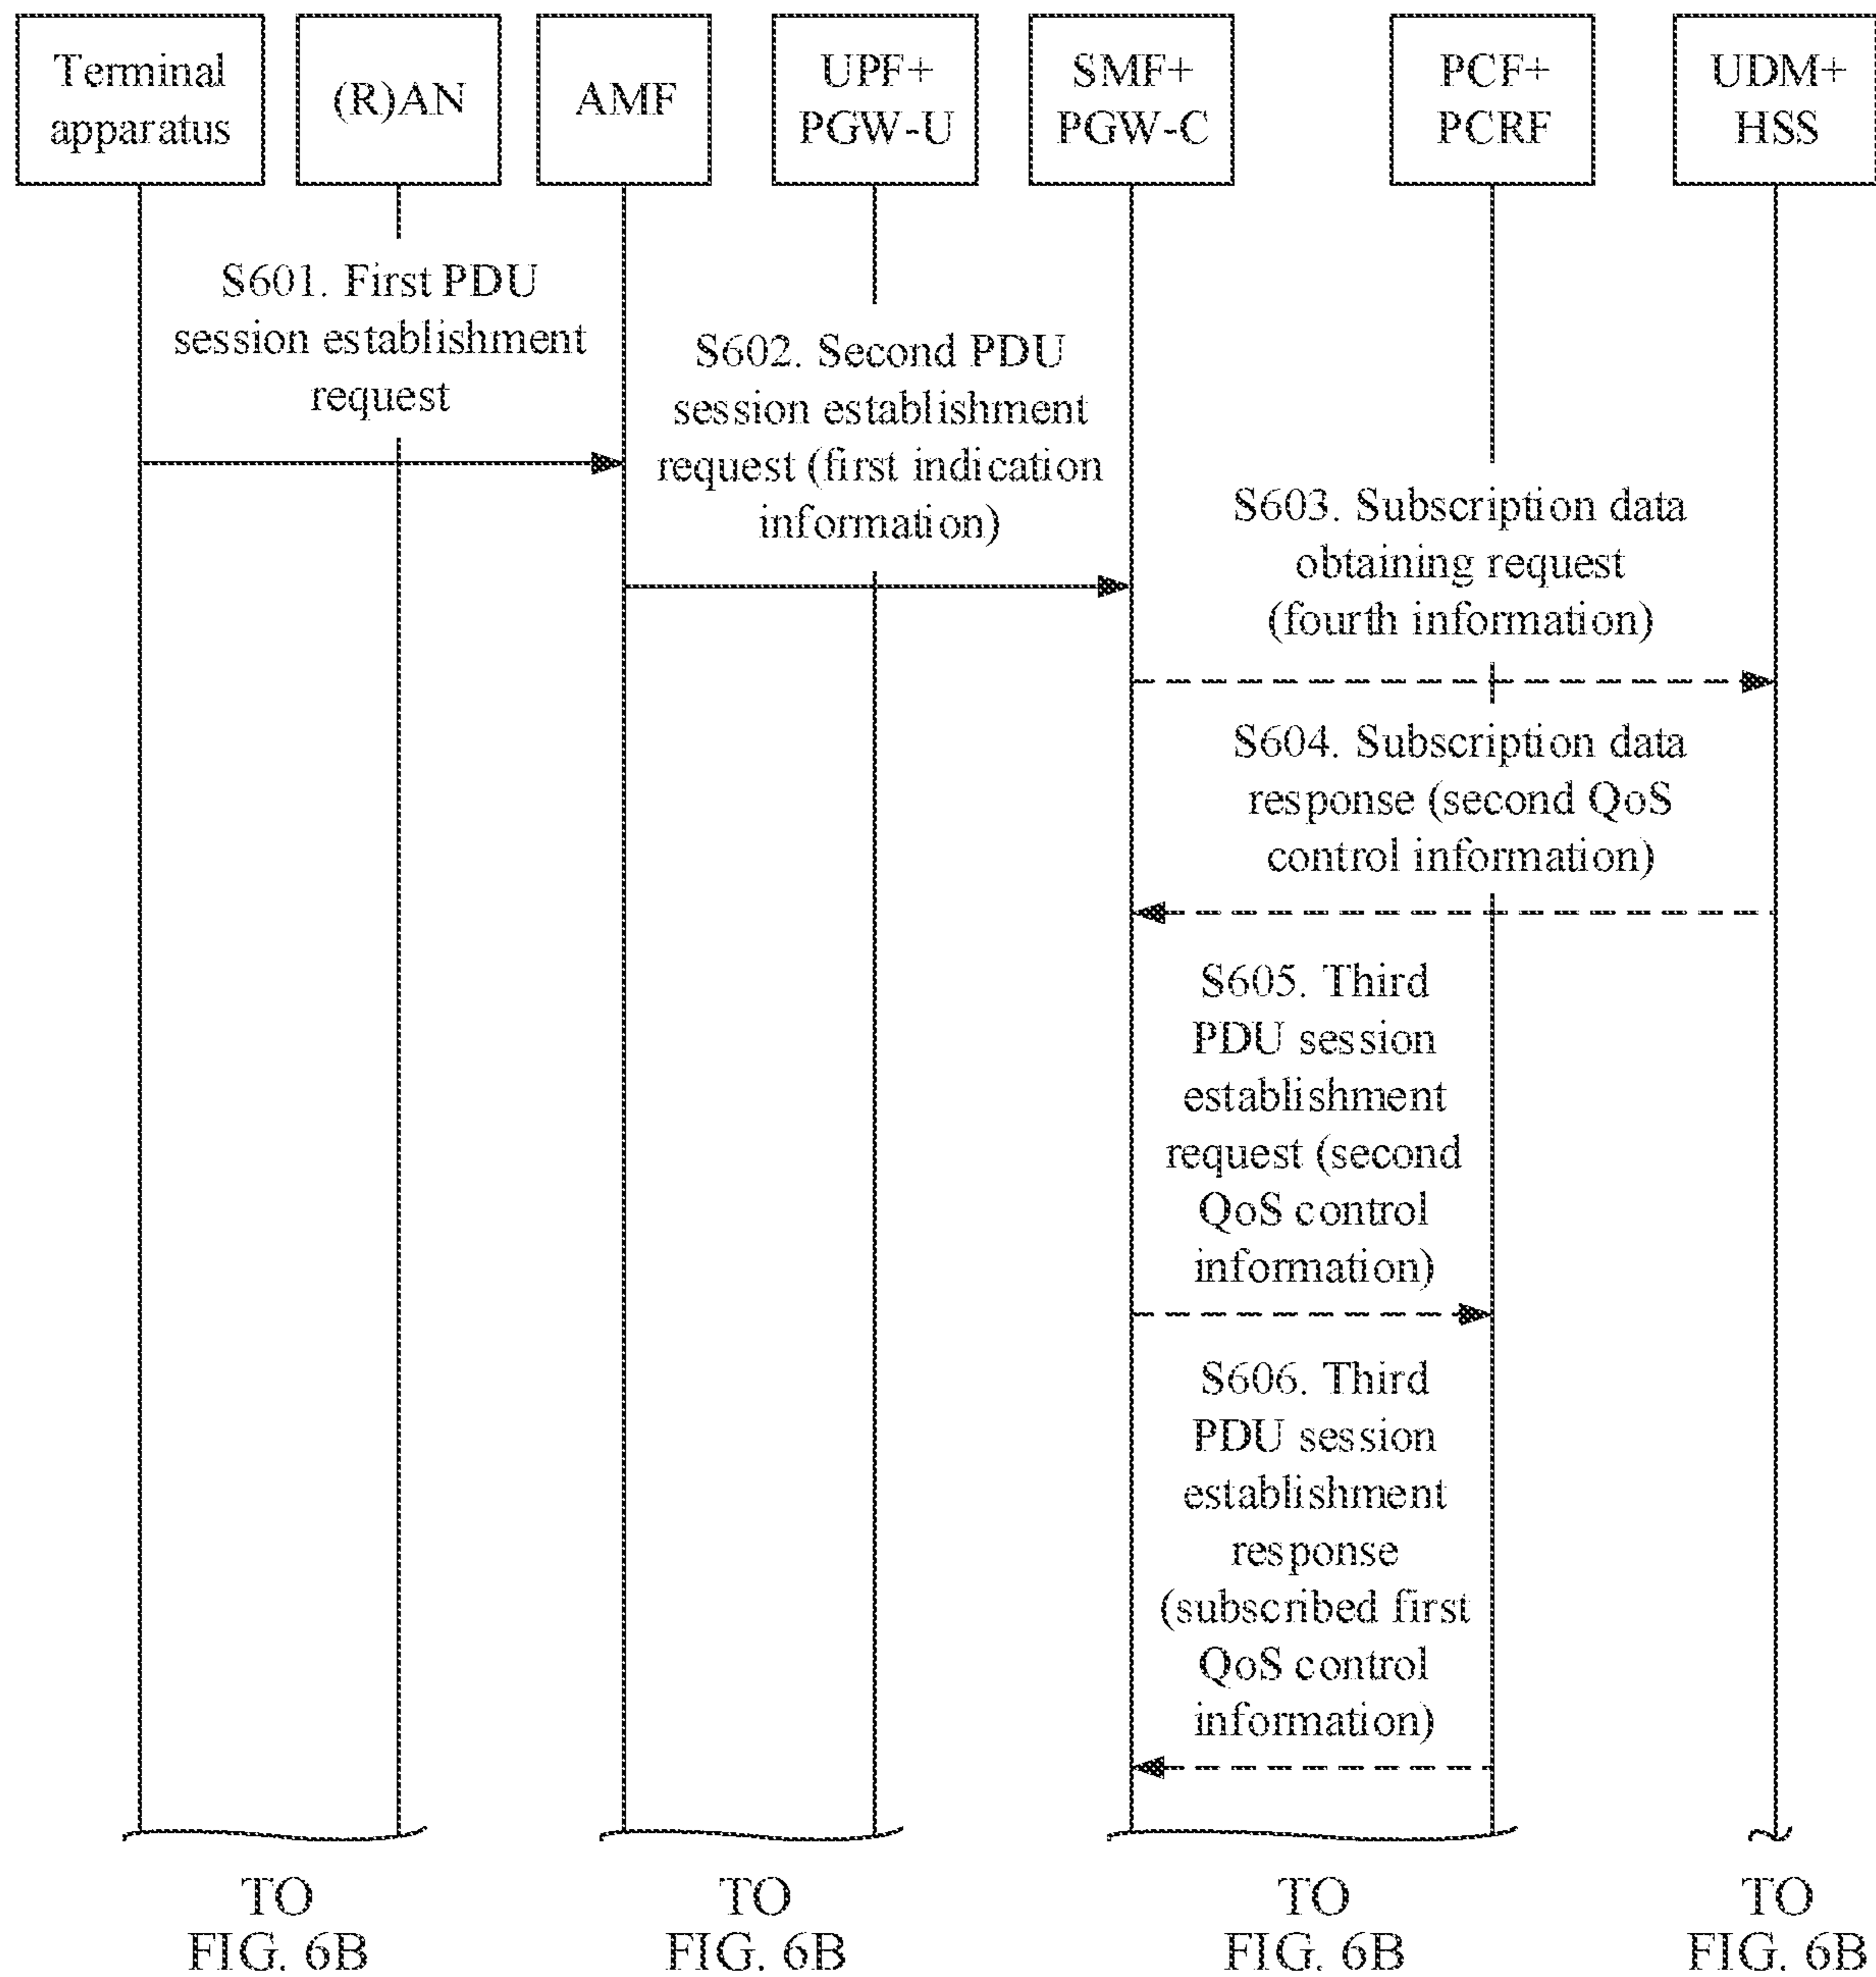 Terminal
apparatus
(R)AN
AMF
UPF+
PGW-U
SMF+
PGW-C
PCF+
PCRF
UDM+
HSS
S601. First PDU
session establishment
request
S602. Second PDU
session establishment
request (first indication
information)
S603. Subscription data
obtaining request
(fourth information)
S604. Subscription data
response (second QoS
control information)
S605. Third
PDU session
establishment
request (second
QoS control
information)
S606. Third
PDU session
establishment
response
(subscribed first
QoS control
information)
TO
FIG. 6B
TO
FIG. 6B
TO
FIG. 6B
TO
FIG. 6B